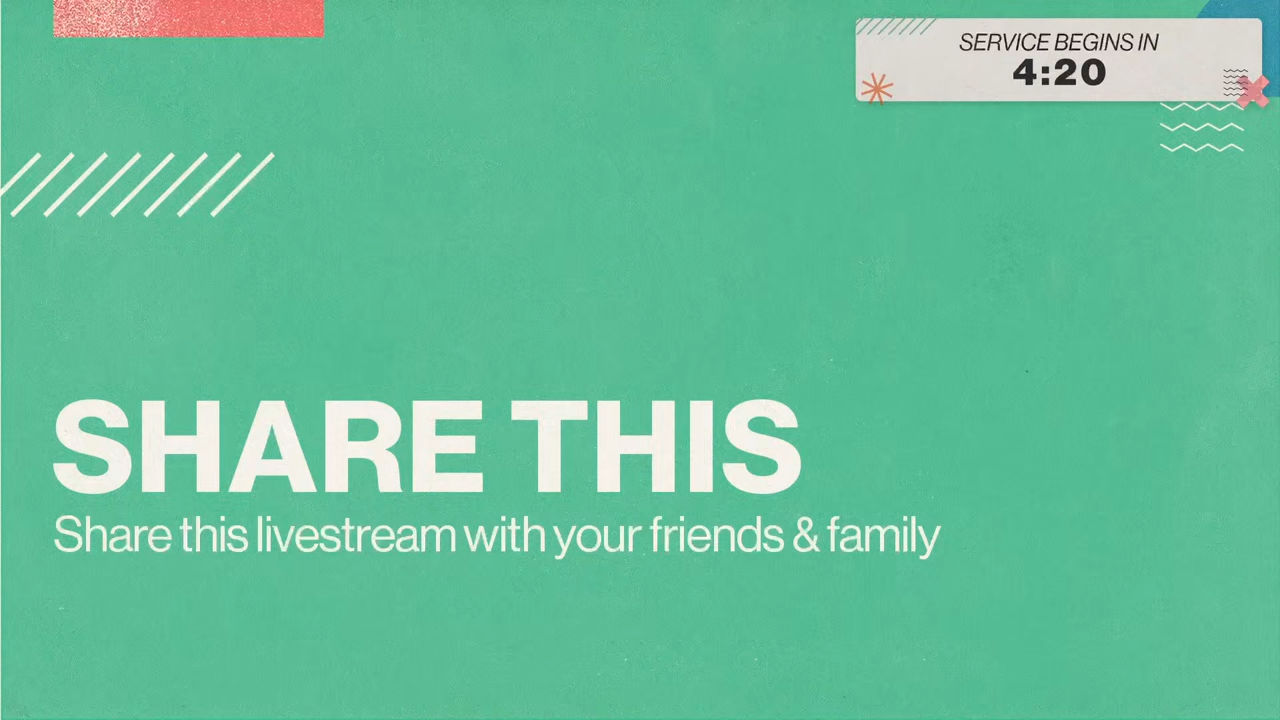 SERVICE BEGINS IN
4:20
SHARE THIS
Share this livestream with your friends & family